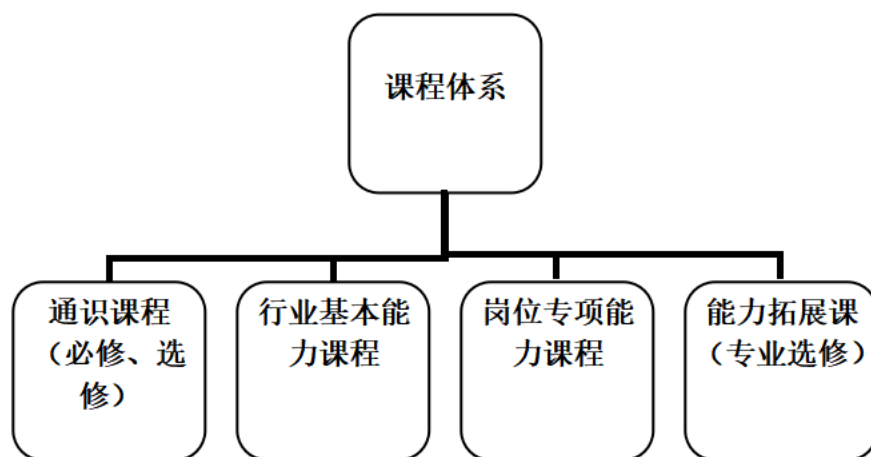 课程体系
通识课程
（必修、选
修）
行业基本能
力课程
岗位专项能
力课程
能力拓展课
（专业选修）